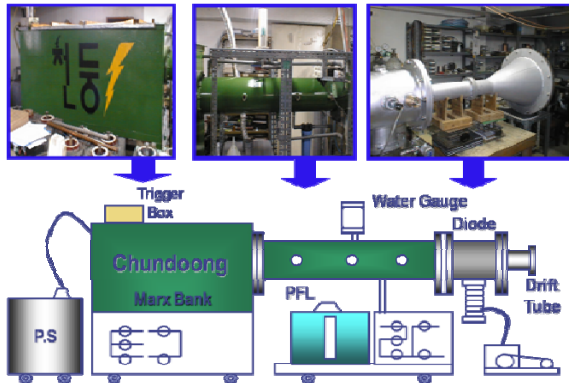 Trigger
Box
Water Gauge
Diode
Chundoong
Marx Bank
PFL
Drift
Tube
P.S